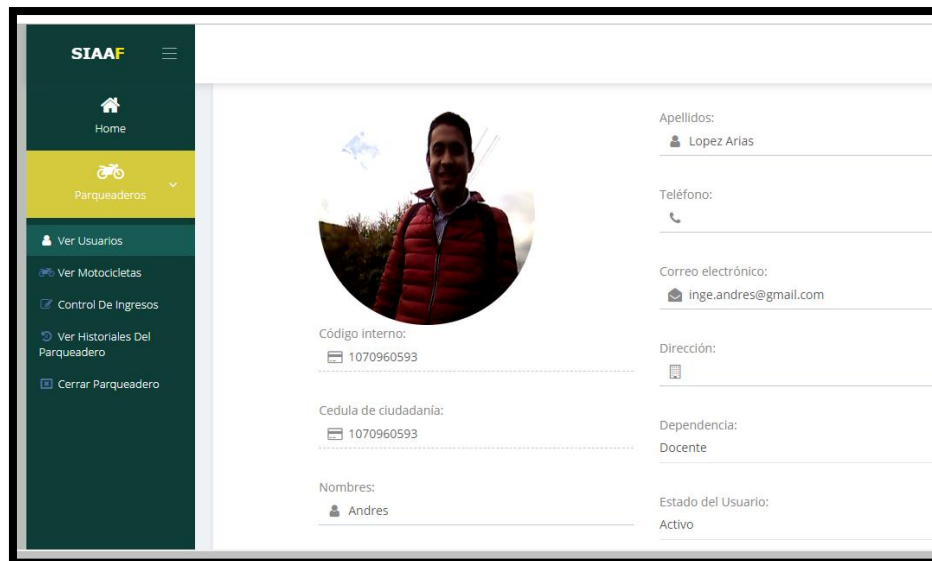 SIAAF
Home
Parqueaderos
Ver Usuarios
Ver Motocicletas
Control De Ingresos
Ver Historiales Del
Parqueadero
Cerrar Parqueadero
Código interno:
1070960593
Cedula de ciudadanía:
1070960593
Nombres:
Andres
Apellidos:
Lopez Arias
Teléfono:
Correo electrónico:
inge.andres@gmail.com
Dirección:
Dependencia:
Docente
Estado del Usuario:
Activo